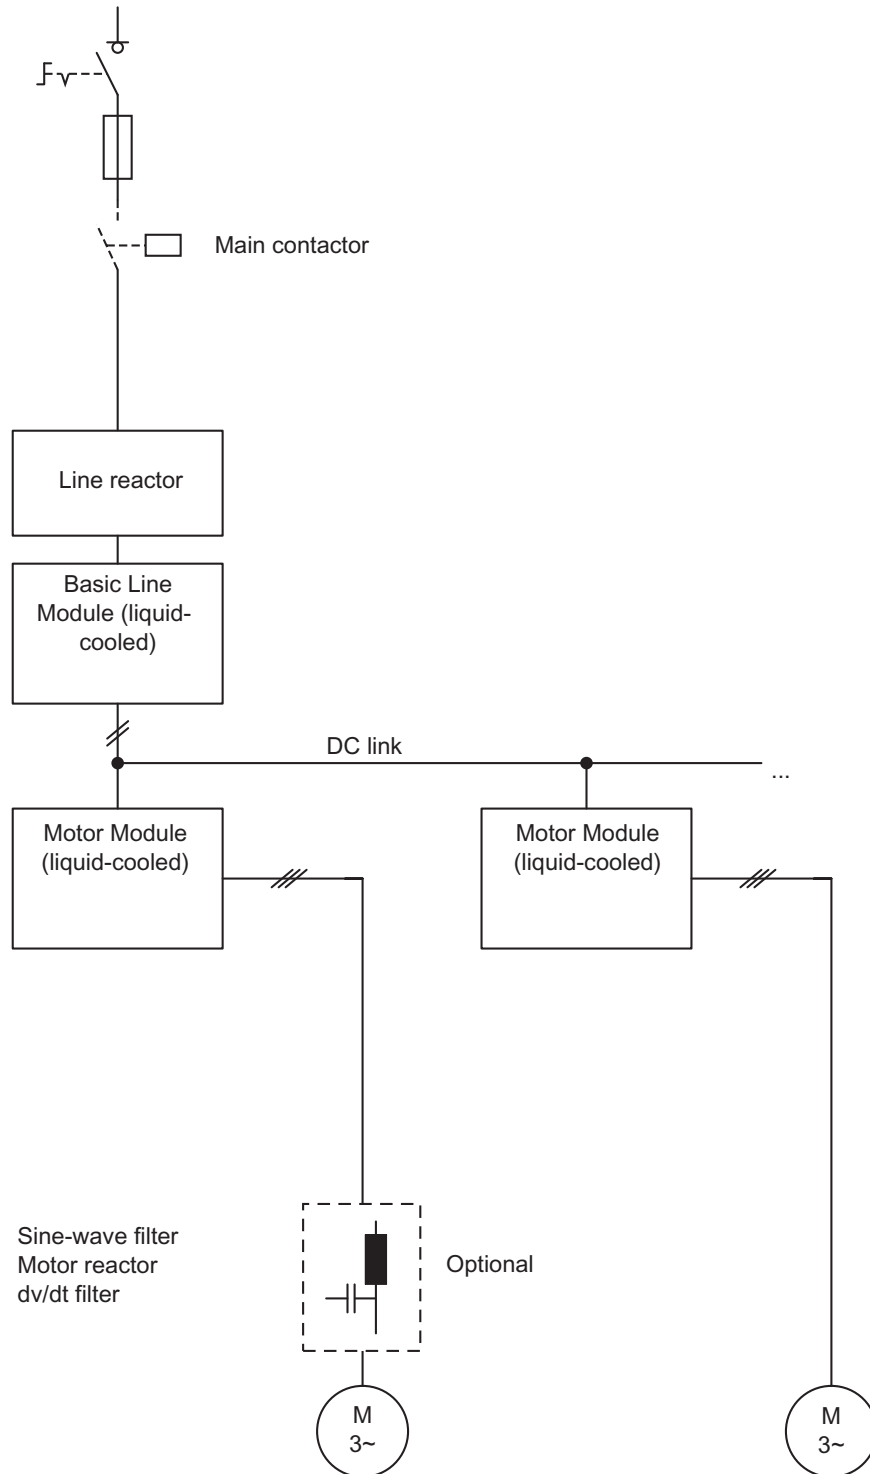 Main contactor
Line reactor
Basic Line
Module (liquid-
cooled)
DC link
...
Motor Module
(liquid-cooled)
Motor Module
(liquid-cooled)
Sine-wave filter
Motor reactor
dv/dt filter
Optional
M
3~
M
3~